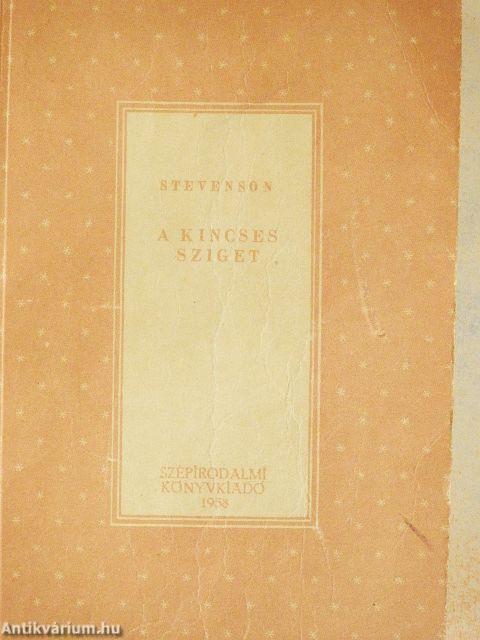 STEVENSON
A KINCSES
SZIGET
SZÉPIRODALMI
KÖNYVKIADÓ
1958
Antikvárium.hu